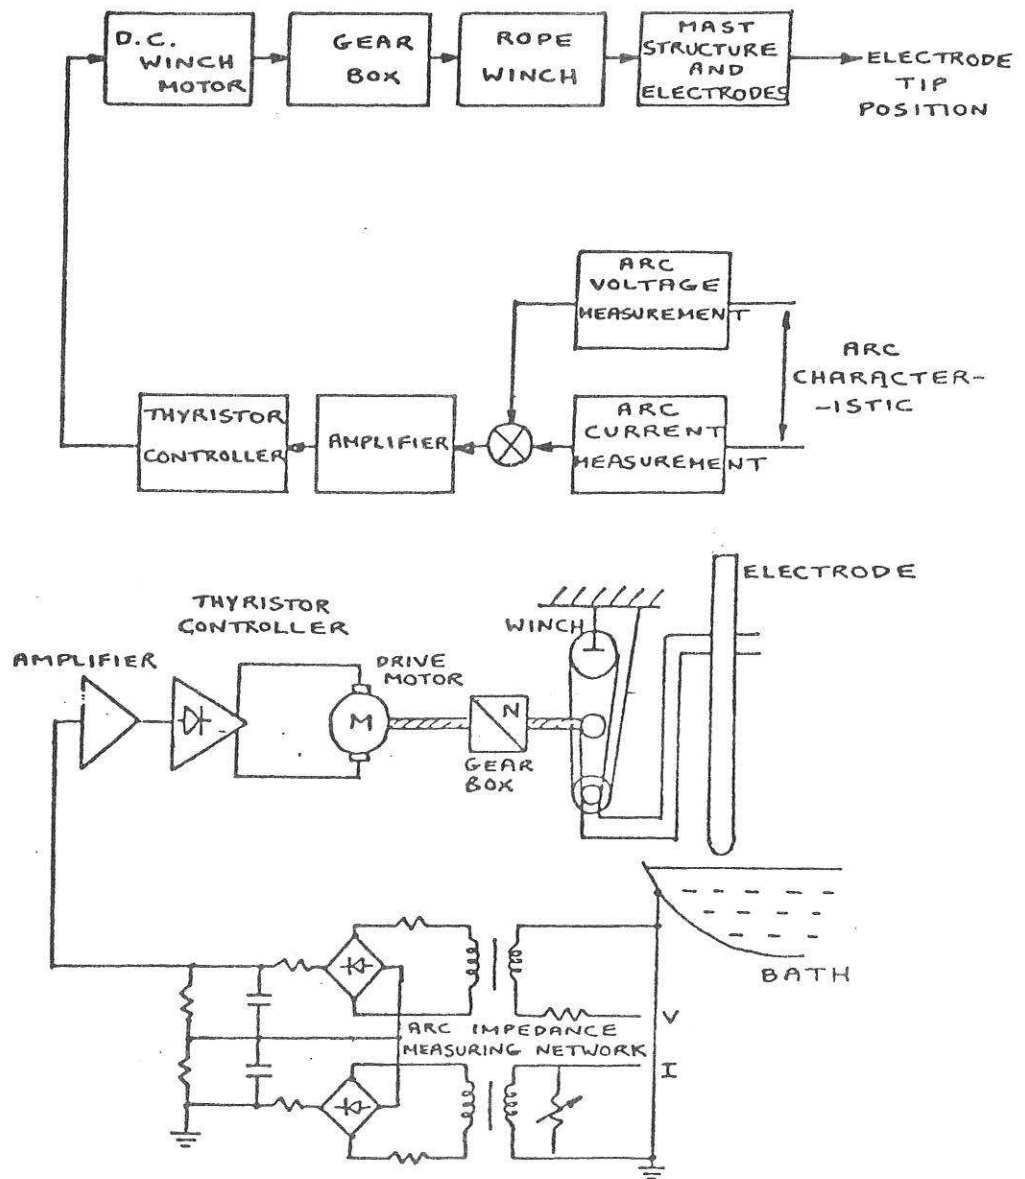 D.C.
WINCH
MOTOR
GEAR
BOX
ROPE
WINCH
MAST
STRUCTURE
AND
ELECTRODES
ELECTRODE
TIP
POSITION
ARC
VOLTAGE
MEASUREMENT
ARC
CHARACTER-
-ISTIC
THYRISTOR
CONTROLLER
AMPLIFIER
ARC
CURRENT
MEASUREMENT
ELECTRODE
THYRISTOR
CONTROLLER
WINCH
AMPLIFIER
DRIVE
MOTOR
M
N
GEAR
BOX
BATH
V
ARC IMPEDANCE
MEASURING NETWORK
I